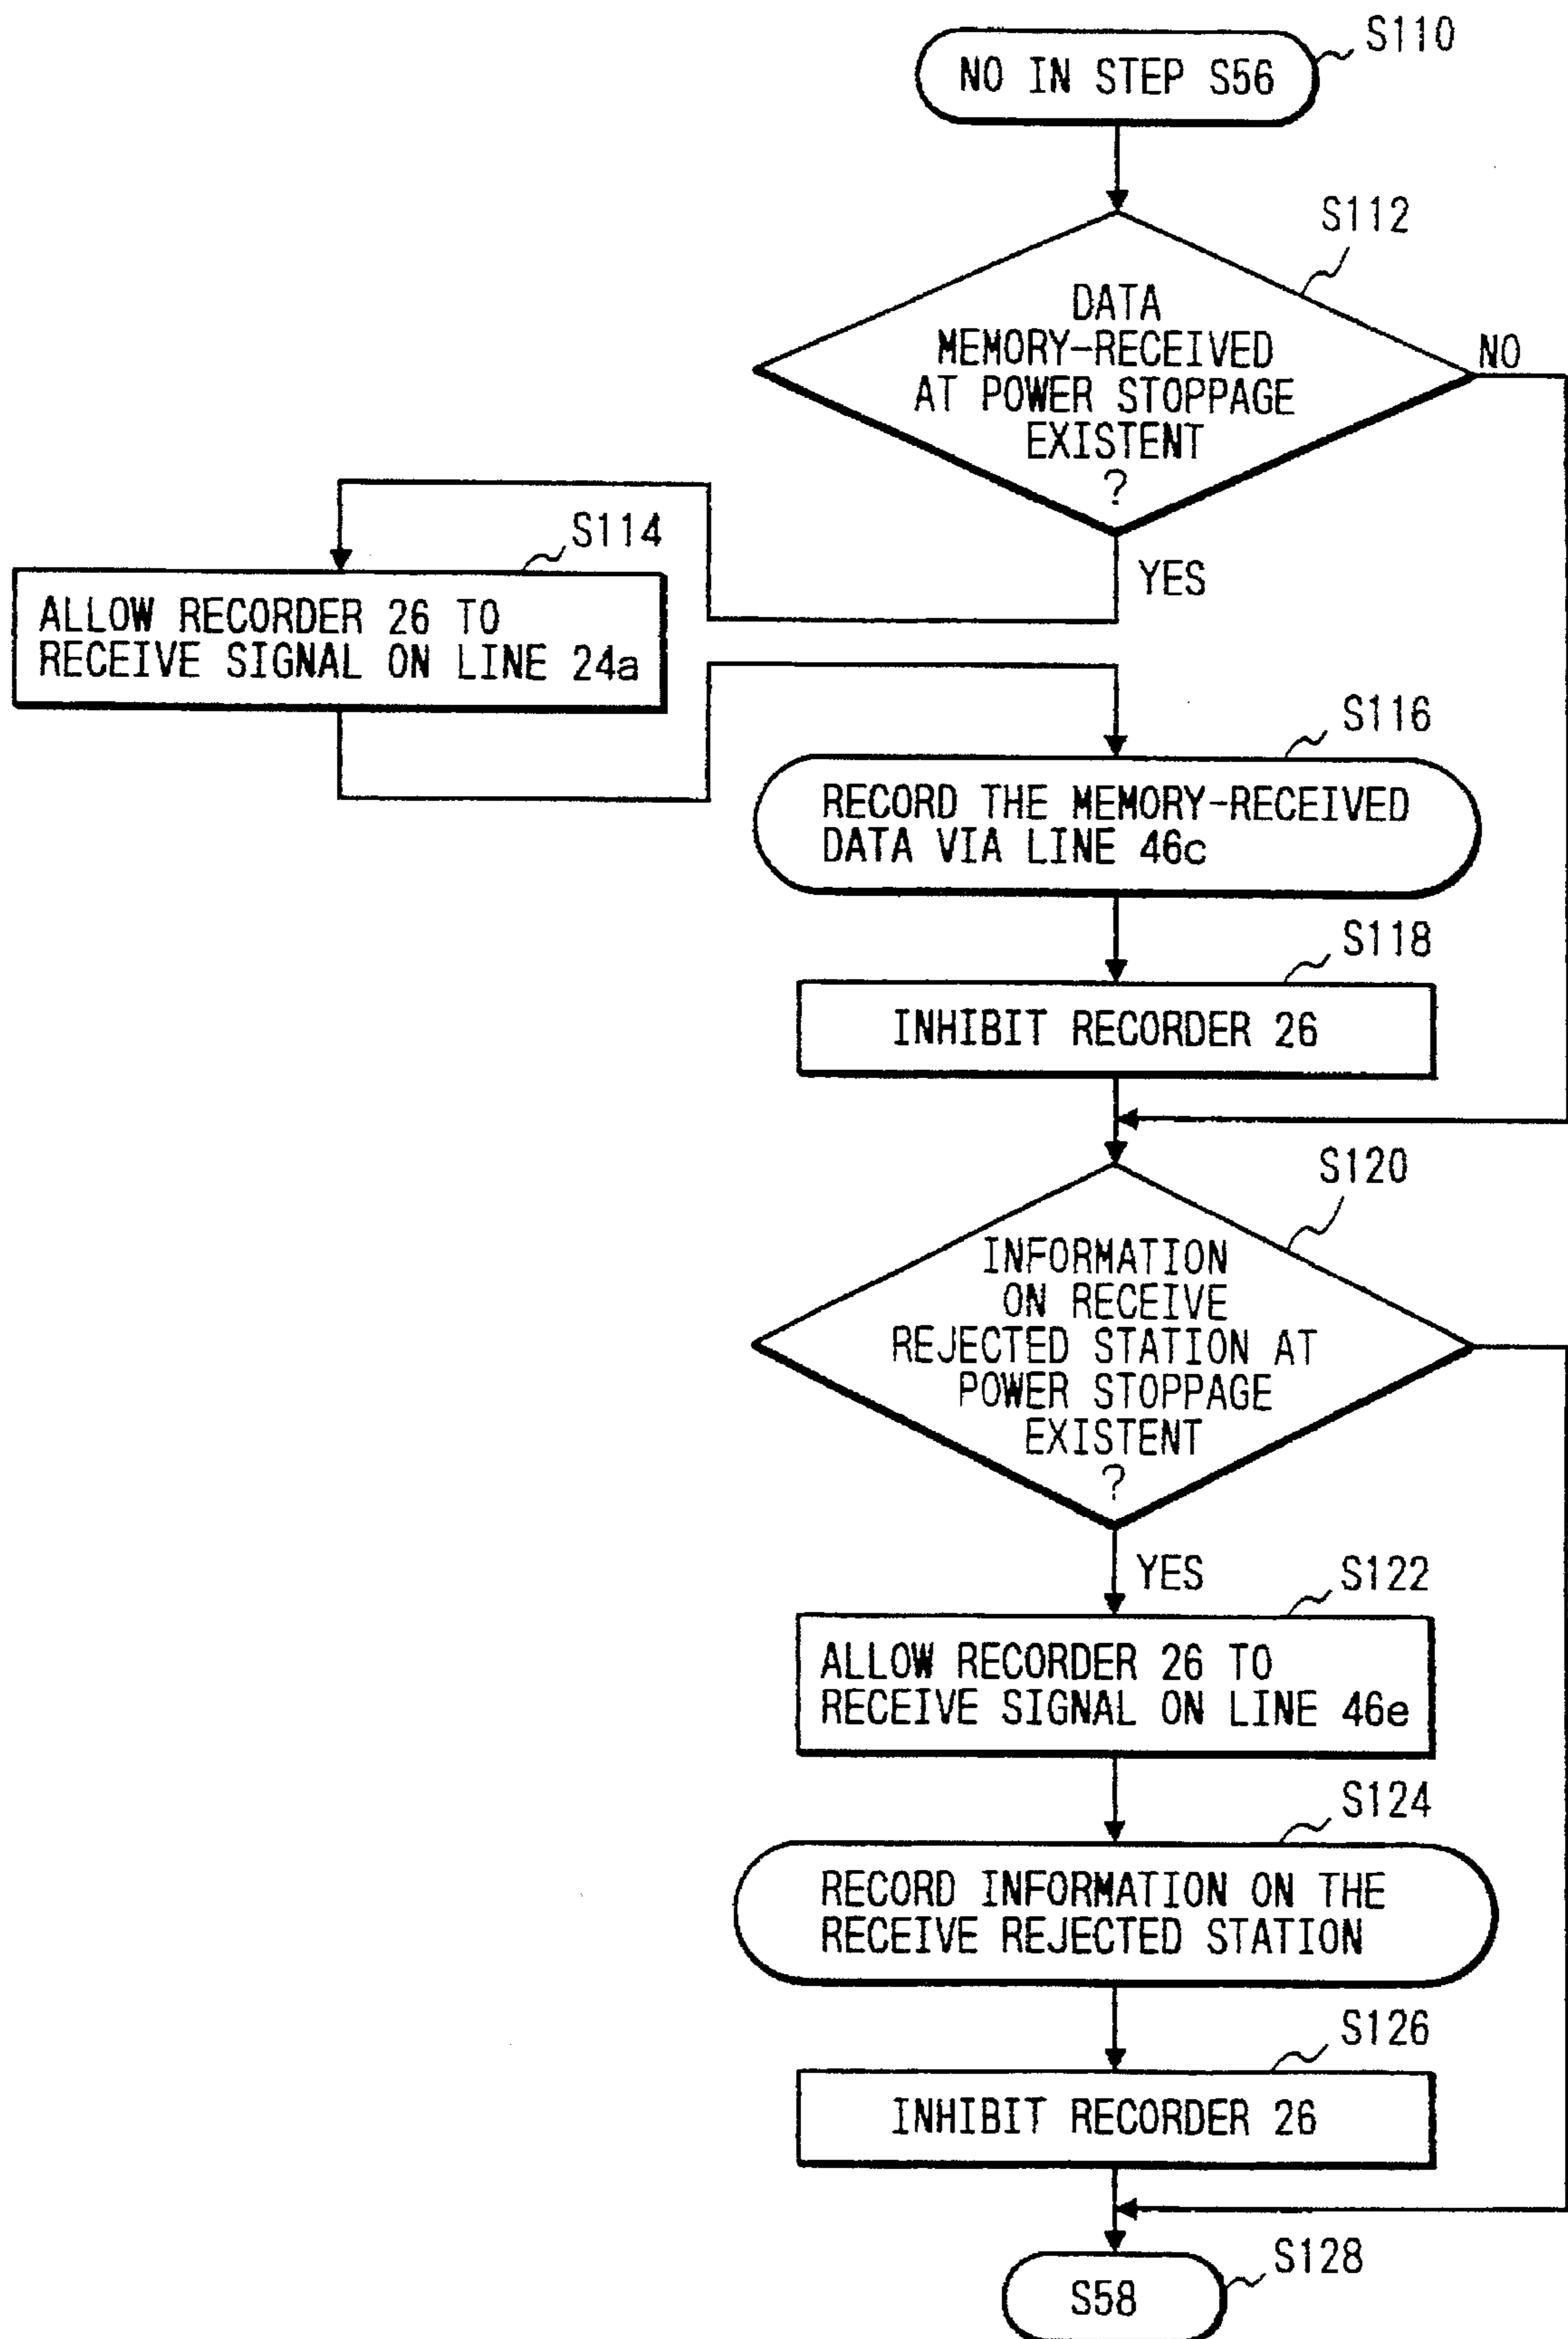 S110
NO IN STEP S56
S112
DATA
MEMORY-RECEIVED
AT POWER STOPPAGE
EXISTENT
?
NO
YES
S114
ALLOW RECORDER 26 TO
RECEIVE SIGNAL ON LINE 24a
S116
RECORD THE MEMORY-RECEIVED
DATA VIA LINE 46c
S118
INHIBIT RECORDER 26
S120
INFORMATION
ON RECEIVE
REJECTED STATION AT
POWER STOPPAGE
EXISTENT
?
YES
S122
ALLOW RECORDER 26 TO
RECEIVE SIGNAL ON LINE 46e
S124
RECORD INFORMATION ON THE
RECEIVE REJECTED STATION
S126
INHIBIT RECORDER 26
S128
S58